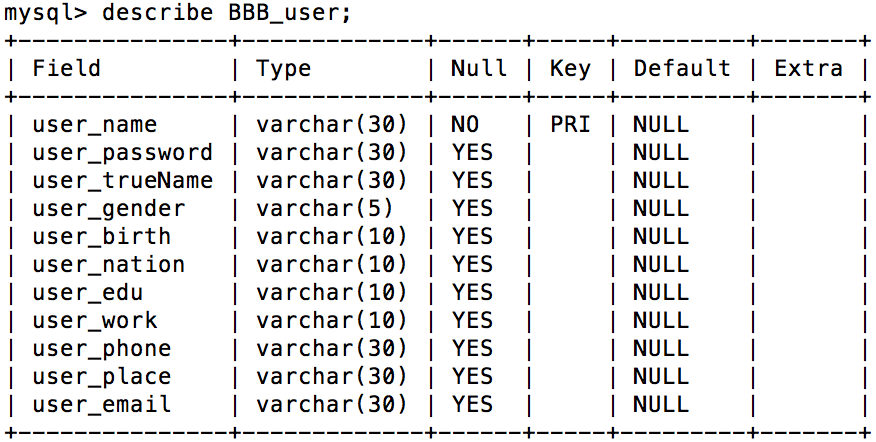 mysql> describe BBB_user;
+---------------+-------------+------+-----+---------+-------+
| Field         | Type        | Null | Key | Default | Extra |
+---------------+-------------+------+-----+---------+-------+
| user_name     | varchar(30) | NO   | PRI | NULL    |       |
| user_password | varchar(30) | YES  |     | NULL    |       |
| user_trueName | varchar(30) | YES  |     | NULL    |       |
| user_gender   | varchar(5)  | YES  |     | NULL    |       |
| user_birth    | varchar(10) | YES  |     | NULL    |       |
| user_nation   | varchar(10) | YES  |     | NULL    |       |
| user_edu      | varchar(10) | YES  |     | NULL    |       |
| user_work     | varchar(10) | YES  |     | NULL    |       |
| user_phone    | varchar(30) | YES  |     | NULL    |       |
| user_place    | varchar(30) | YES  |     | NULL    |       |
| user_email    | varchar(30) | YES  |     | NULL    |       |
+---------------+-------------+------+-----+---------+-------+